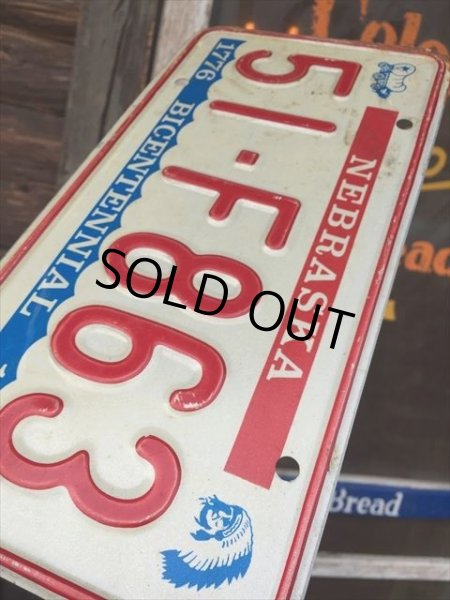 NEBRASKA
51-F863
1776 BICENTENNIAL
SOLD OUT
Bread